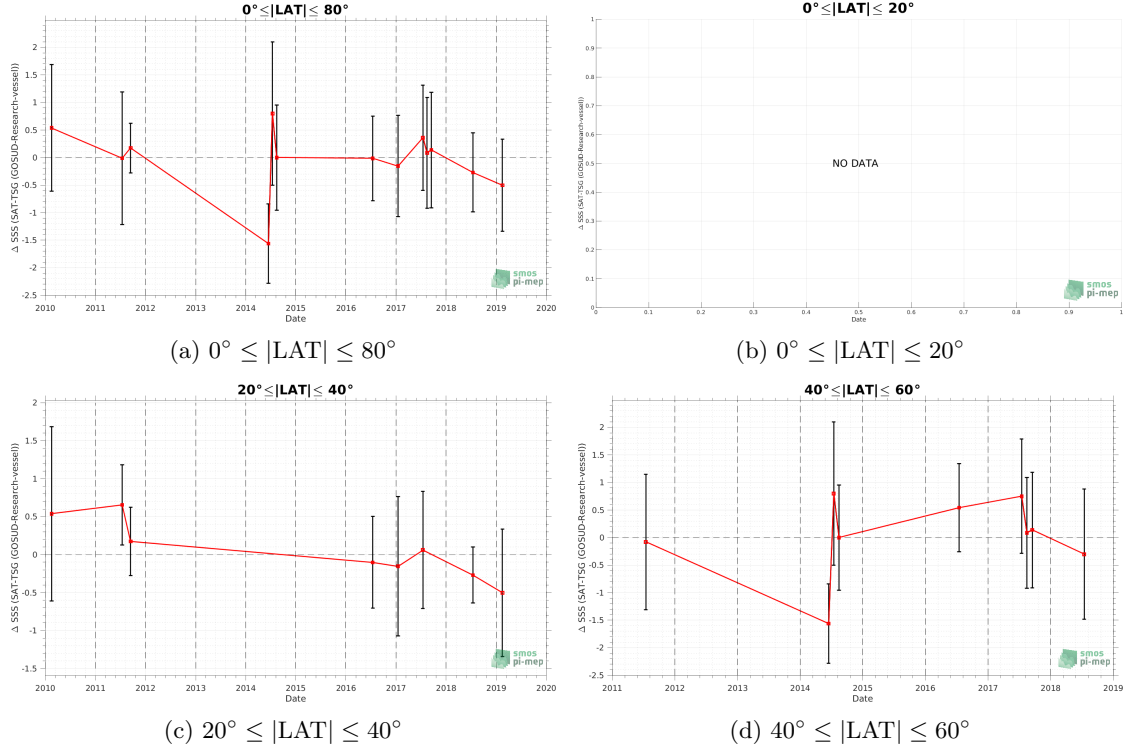 0°≤|LAT|≤ 80°
Δ SSS (SAT-TSG (GOSUD-Research-vessel))
2
1.5
1
0.5
0
-0.5
-1
-1.5
-2
-2.5
2010 2011 2012 2013 2014 2015 2016 2017 2018 2019 2020
Date
smos
pi-mep
(a) 0° ≤ |LAT| ≤ 80°
0°≤|LAT|≤ 20°
Δ SSS (SAT-TSG (GOSUD-Research-vessel))
1
0.9
0.8
0.7
0.6
0.5
0.4
0.3
0.2
0.1
0
NO DATA
0 0.1 0.2 0.3 0.4 0.5 0.6 0.7 0.8 0.9 1
Date
smos
pi-mep
(b) 0° ≤ |LAT| ≤ 20°
20°≤|LAT|≤ 40°
Δ SSS (SAT-TSG (GOSUD-Research-vessel))
2
1.5
1
0.5
0
-0.5
-1
-1.5
2010 2011 2012 2013 2014 2015 2016 2017 2018 2019 2020
Date
smos
pi-mep
(c) 20° ≤ |LAT| ≤ 40°
40°≤|LAT|≤ 60°
Δ SSS (SAT-TSG (GOSUD-Research-vessel))
2
1.5
1
0.5
0
-0.5
-1
-1.5
-2
-2.5
2011 2012 2013 2014 2015 2016 2017 2018 2019
Date
smos
pi-mep
(d) 40° ≤ |LAT| ≤ 60°